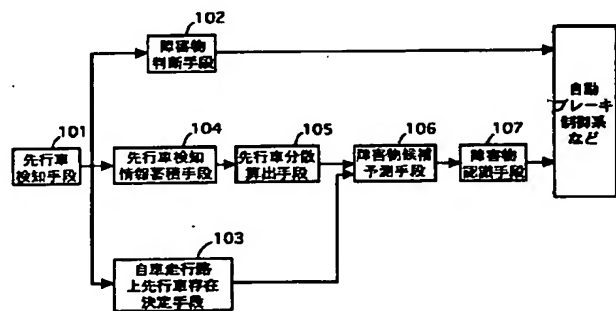 102
障害物
判断手段
101
先行車
検知手段
104
先行車検知
情報蓄積手段
105
先行車分散
算出手段
106
障害物候補
予測手段
107
障害物
認識手段
自動
ブレーキ
制御系
など
103
自車走行路
上先行車存在
決定手段